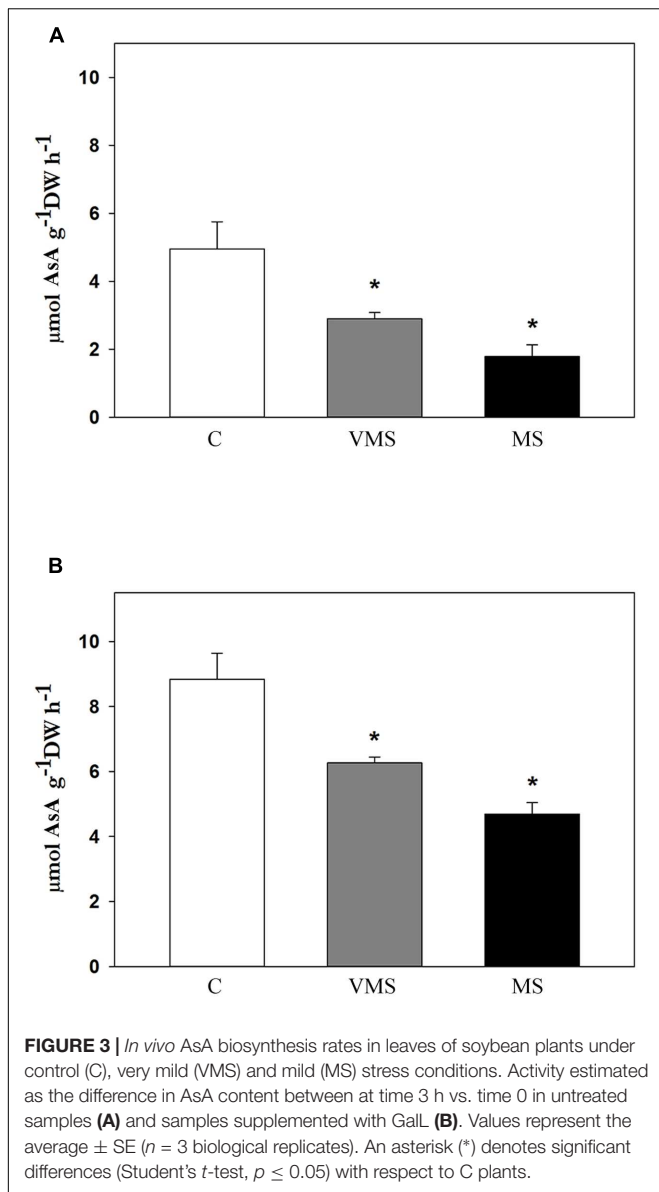 A
10
8
6
4
2
0
µmol AsA g⁻¹DW h⁻¹
*
*
C VMS MS
B
10
8
6
4
2
0
µmol AsA g⁻¹DW h⁻¹
*
*
C VMS MS
FIGURE 3 | In vivo AsA biosynthesis rates in leaves of soybean plants under
control (C), very mild (VMS) and mild (MS) stress conditions. Activity estimated
as the difference in AsA content between at time 3 h vs. time 0 in untreated
samples (A) and samples supplemented with GalL (B). Values represent the
average ± SE (n = 3 biological replicates). An asterisk (*) denotes significant
differences (Student's t-test, p ≤ 0.05) with respect to C plants.